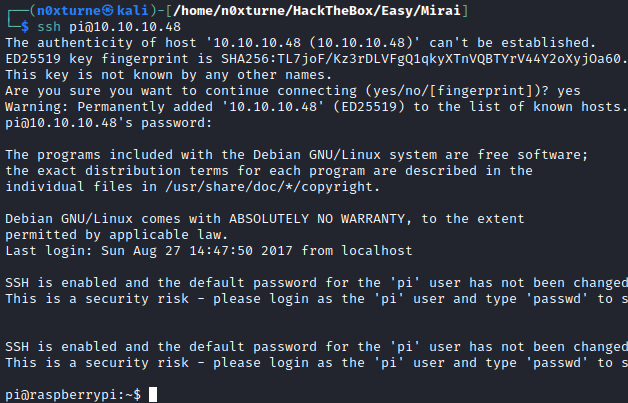 ┌──(n0xturne㉿kali)-[/home/n0xturne/HackTheBox/Easy/Mirai]
└─$ ssh pi@10.10.10.48
The authenticity of host '10.10.10.48 (10.10.10.48)' can't be established.
ED25519 key fingerprint is SHA256:TL7joF/Kz3rDLVFgQ1qkyXTnVQBTYrV44Y2oXyjOa60.
This key is not known by any other names.
Are you sure you want to continue connecting (yes/no/[fingerprint])? yes
Warning: Permanently added '10.10.10.48' (ED25519) to the list of known hosts.
pi@10.10.10.48's password:
The programs included with the Debian GNU/Linux system are free software;
the exact distribution terms for each program are described in the
individual files in /usr/share/doc/*/copyright.
Debian GNU/Linux comes with ABSOLUTELY NO WARRANTY, to the extent
permitted by applicable law.
Last login: Sun Aug 27 14:47:50 2017 from localhost
SSH is enabled and the default password for the 'pi' user has not been changed
This is a security risk - please login as the 'pi' user and type 'passwd' to s
SSH is enabled and the default password for the 'pi' user has not been changed
This is a security risk - please login as the 'pi' user and type 'passwd' to s
pi@raspberrypi:~$